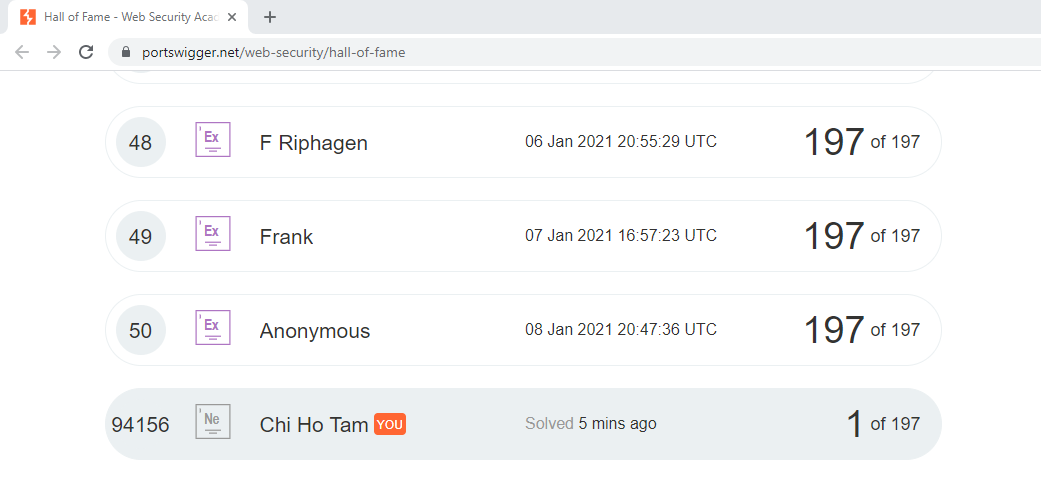 Hall of Fame - Web Security Acad
portswigger.net/web-security/hall-of-fame
48 Ex F Riphagen 06 Jan 2021 20:55:29 UTC 197 of 197
49 Ex Frank 07 Jan 2021 16:57:23 UTC 197 of 197
50 Ex Anonymous 08 Jan 2021 20:47:36 UTC 197 of 197
94156 Ne Chi Ho Tam YOU Solved 5 mins ago 1 of 197